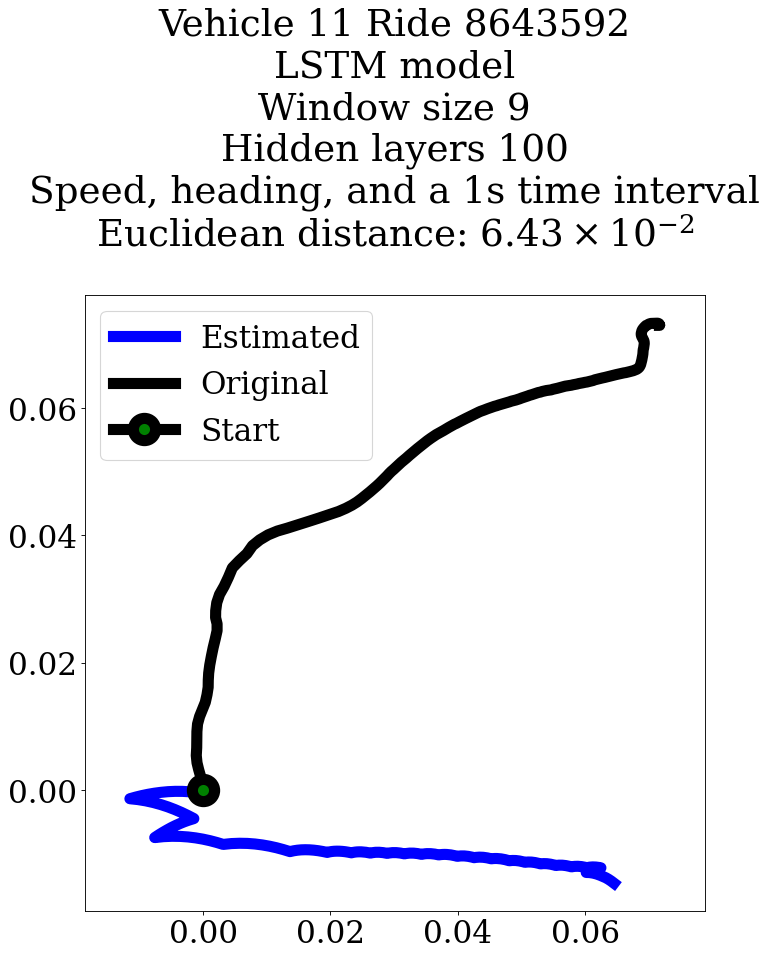 Vehicle 11 Ride 8643592
LSTM model
Window size 9
Hidden layers 100
Speed, heading, and a 1s time interval
Euclidean distance: 6.43 × 10⁻²
Estimated
Original
Start
0.06
0.04
0.02
0.00
0.00 0.02 0.04 0.06